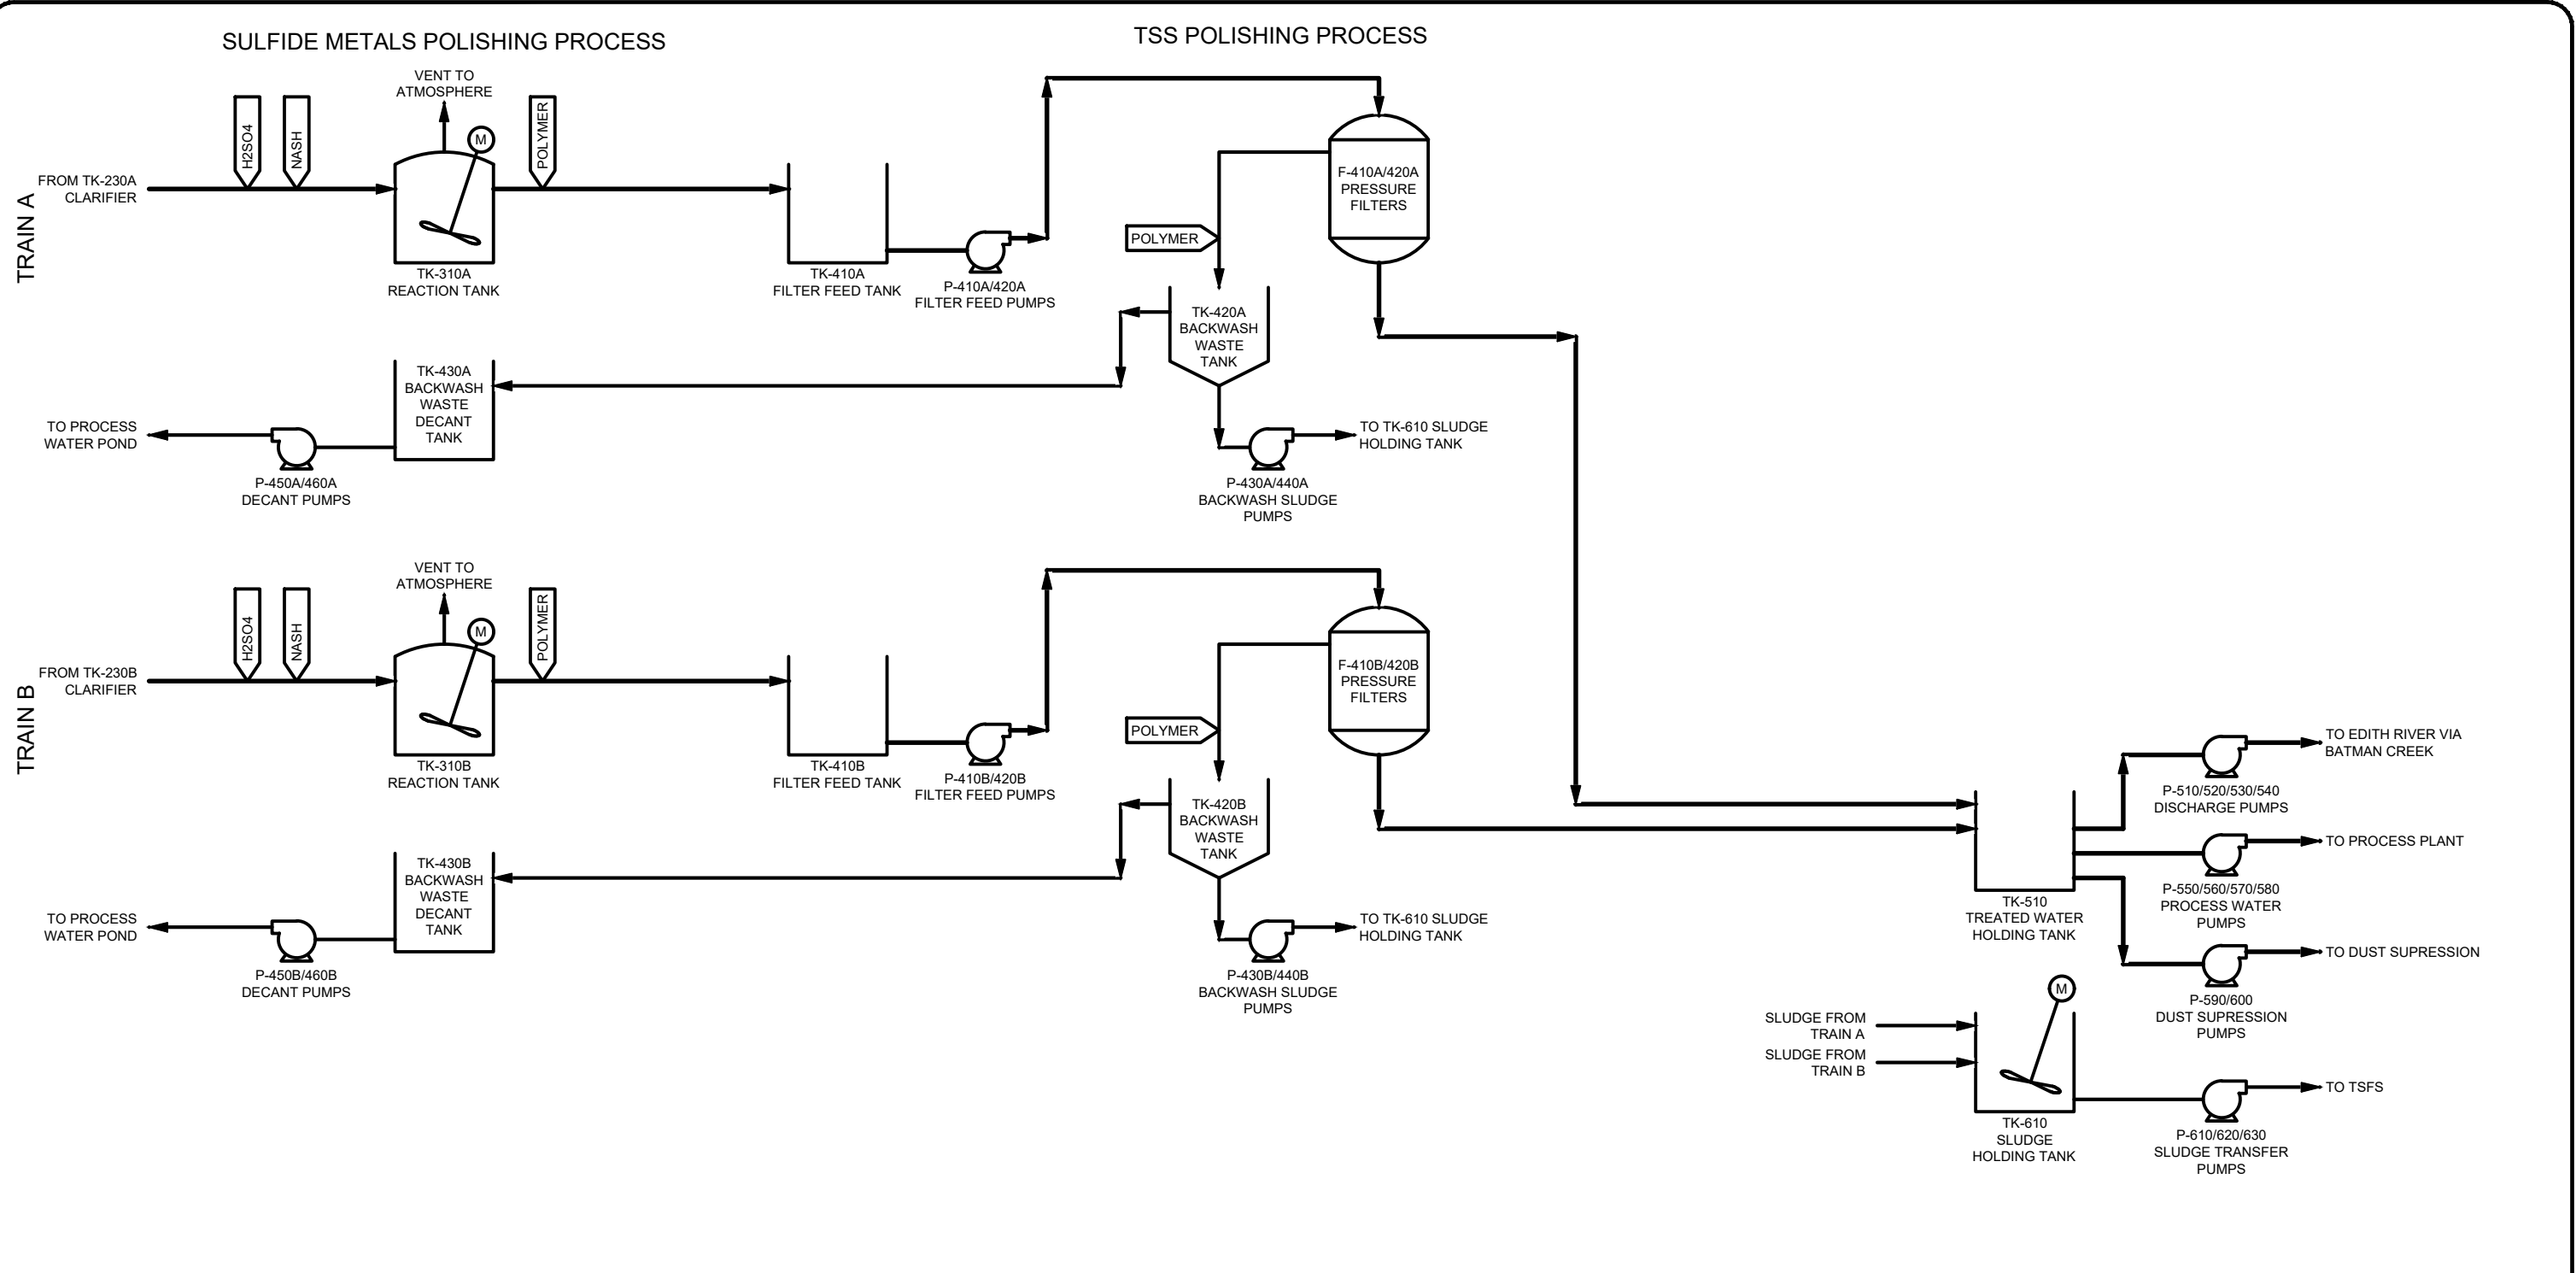 SULFIDE METALS POLISHING PROCESS
TSS POLISHING PROCESS
TRAIN A
FROM TK-230A
CLARIFIER
H2SO4
NASH
VENT TO
ATMOSPHERE
M
POLYMER
TK-310A
REACTION TANK
TK-410A
FILTER FEED TANK
P-410A/420A
FILTER FEED PUMPS
F-410A/420A
PRESSURE
FILTERS
POLYMER
TK-420A
BACKWASH
WASTE
TANK
TK-430A
BACKWASH
WASTE
DECANT
TANK
TO PROCESS
WATER POND
P-450A/460A
DECANT PUMPS
TO TK-610 SLUDGE
HOLDING TANK
P-430A/440A
BACKWASH SLUDGE
PUMPS
TRAIN B
FROM TK-230B
CLARIFIER
H2SO4
NASH
VENT TO
ATMOSPHERE
M
POLYMER
TK-310B
REACTION TANK
TK-410B
FILTER FEED TANK
P-410B/420B
FILTER FEED PUMPS
F-410B/420B
PRESSURE
FILTERS
POLYMER
TK-420B
BACKWASH
WASTE
TANK
TK-430B
BACKWASH
WASTE
DECANT
TANK
TO PROCESS
WATER POND
P-450B/460B
DECANT PUMPS
TO TK-610 SLUDGE
HOLDING TANK
P-430B/440B
BACKWASH SLUDGE
PUMPS
TO EDITH RIVER VIA
BATMAN CREEK
P-510/520/530/540
DISCHARGE PUMPS
TO PROCESS PLANT
P-550/560/570/580
PROCESS WATER
PUMPS
TK-510
TREATED WATER
HOLDING TANK
TO DUST SUPRESSION
P-590/600
DUST SUPRESSION
PUMPS
M
SLUDGE FROM
TRAIN A
SLUDGE FROM
TRAIN B
TO TSFS
TK-610
SLUDGE
HOLDING TANK
P-610/620/630
SLUDGE TRANSFER
PUMPS